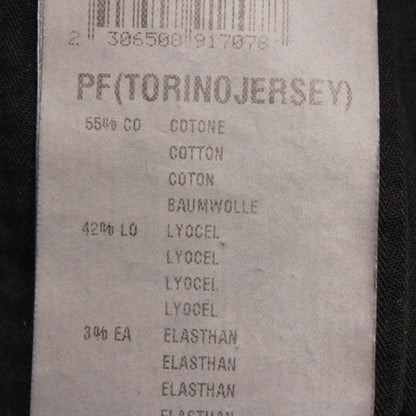 2 306508 917078
PF(TORINOJERSEY)
55% CO COTONE
COTTON
COTON
BAUMWOLLE
42% LO LYOCEL
LYOCEL
LYOCEL
LYOCEL
3% EA ELASTHAN
ELASTHAN
ELASTHAN
ELASTHAN